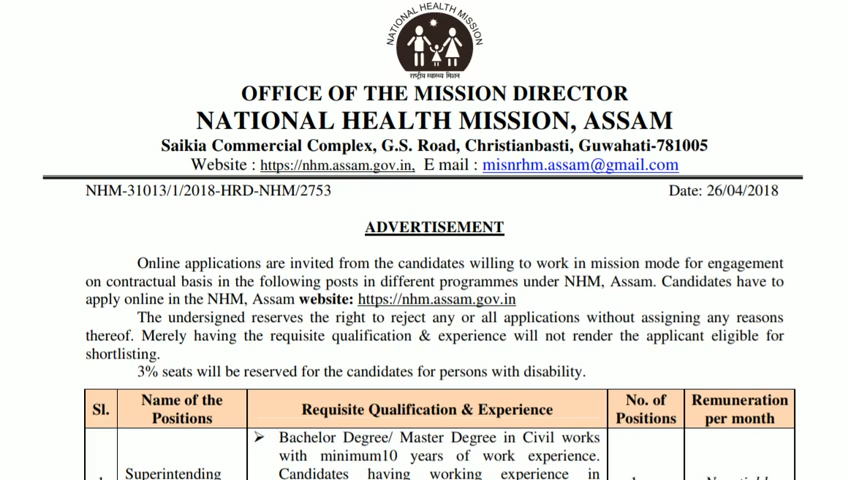 NATIONAL HEALTH MISSION
राष्ट्रीय स्वास्थ्य मिशन
OFFICE OF THE MISSION DIRECTOR
NATIONAL HEALTH MISSION, ASSAM
Saikia Commercial Complex, G.S. Road, Christianbasti, Guwahati-781005
Website : https://nhm.assam.gov.in, E mail : misnrhm.assam@gmail.com
NHM-31013/1/2018-HRD-NHM/2753 Date: 26/04/2018
ADVERTISEMENT
Online applications are invited from the candidates willing to work in mission mode for engagement
on contractual basis in the following posts in different programmes under NHM, Assam. Candidates have to
apply online in the NHM, Assam website: https://nhm.assam.gov.in
The undersigned reserves the right to reject any or all applications without assigning any reasons
thereof. Merely having the requisite qualification & experience will not render the applicant eligible for
shortlisting.
3% seats will be reserved for the candidates for persons with disability.
Sl. Name of the Positions Requisite Qualification & Experience No. of Positions Remuneration per month
➢ Bachelor Degree/ Master Degree in Civil works
with minimum10 years of work experience.
Superintending Candidates having working experience in